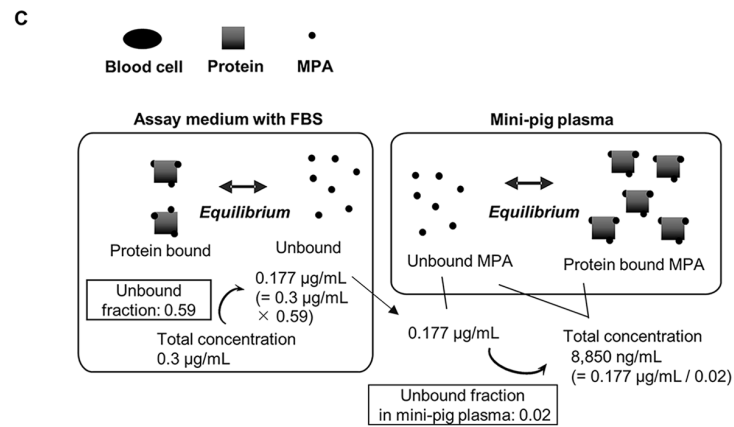 C
Blood cell
Protein
MPA
Assay medium with FBS
Equilibrium
Protein bound
Unbound
Unbound
fraction: 0.59
0.177 µg/mL
(= 0.3 µg/mL
× 0.59)
Total concentration
0.3 µg/mL
Mini-pig plasma
Equilibrium
Unbound MPA
Protein bound MPA
0.177 µg/mL
Total concentration
8,850 ng/mL
(= 0.177 µg/mL / 0.02)
Unbound fraction
in mini-pig plasma: 0.02